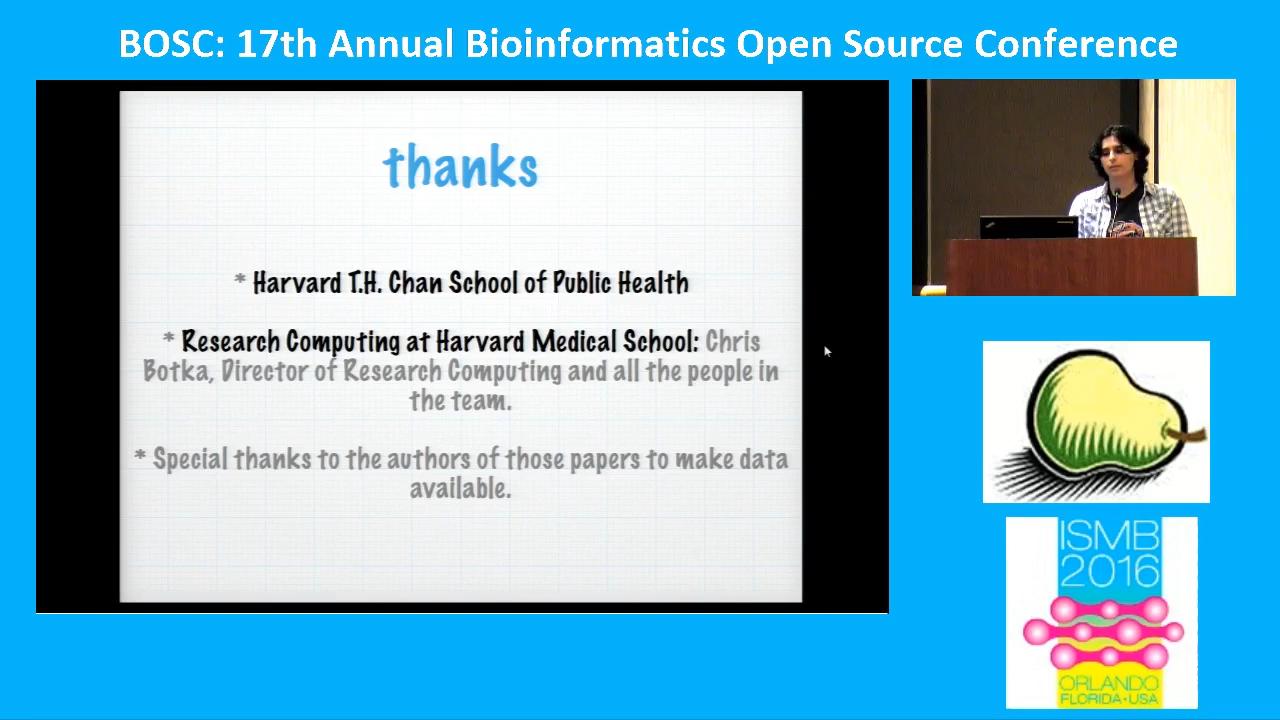 BOSC: 17th Annual Bioinformatics Open Source Conference
thanks
* Harvard T.H. Chan School of Public Health
* Research Computing at Harvard Medical School: Chris
Botka, Director of Research Computing and all the people in
the team.
* Special thanks to the authors of those papers to make data
available.
ISMB
2016
ORLANDO
FLORIDA•USA